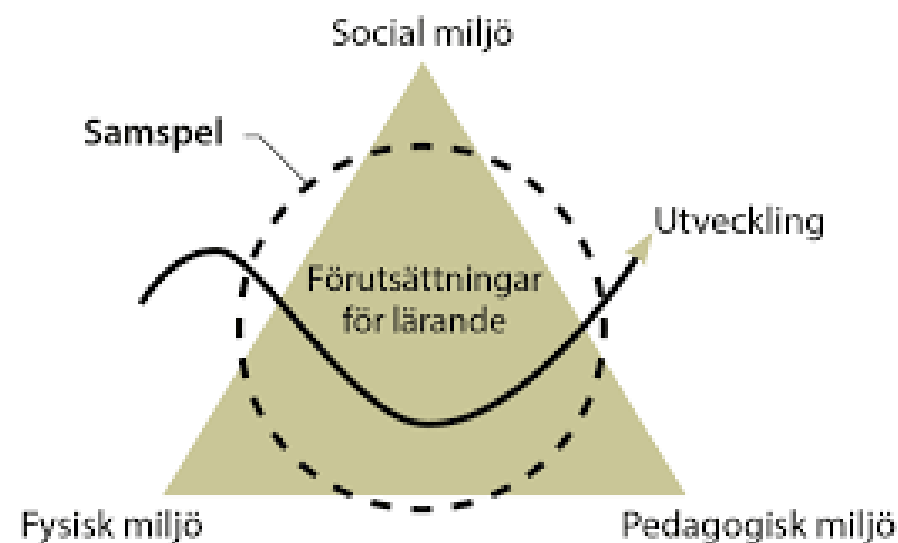 Social miljö
Samspel
Utveckling
Förutsättningar
för lärande
Fysisk miljö
Pedagogisk miljö